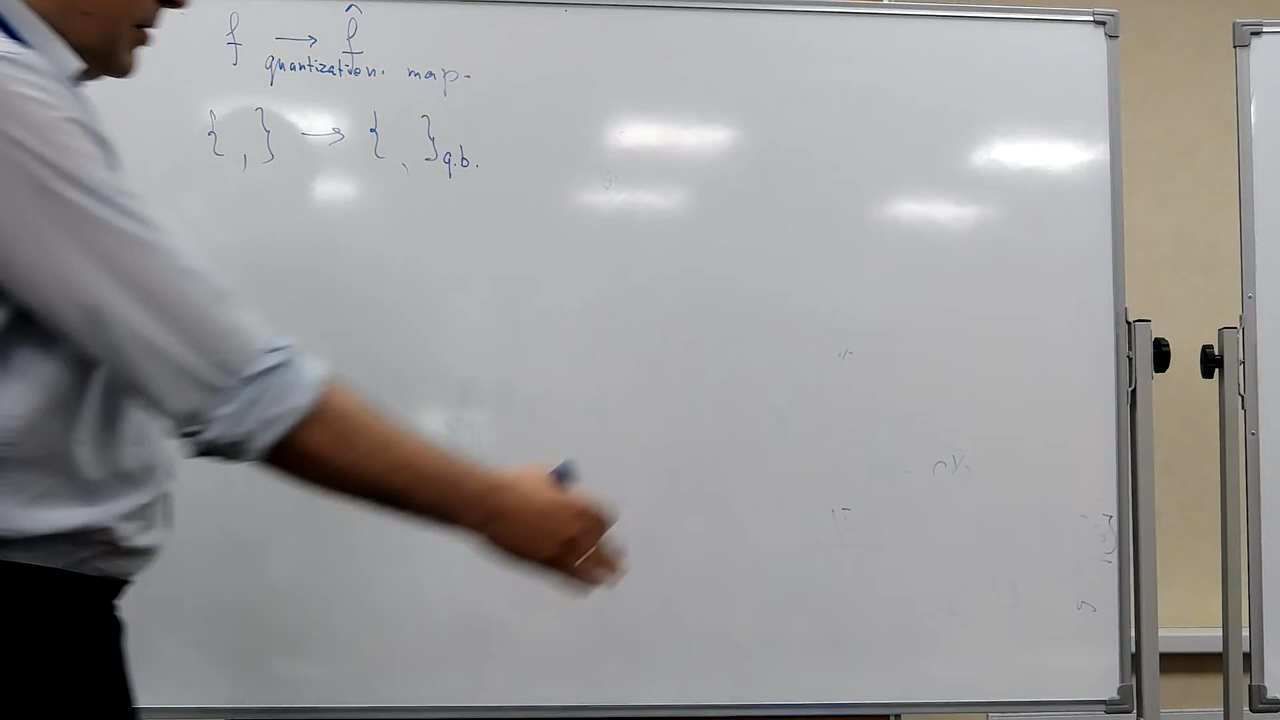 f → f̂
quantization map.
{ , } → { , }q.b.